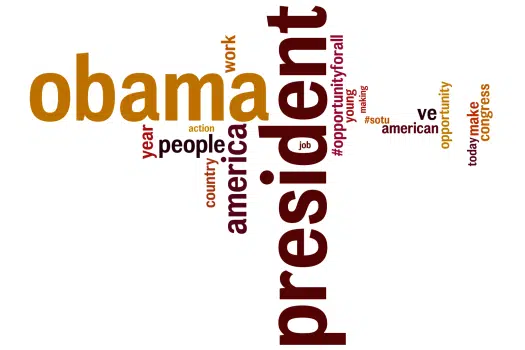 president
obama
america
people
work
year
action
country
job
#opportunityforall
young
making
#sotu
american
ve
opportunity
today
make
congress